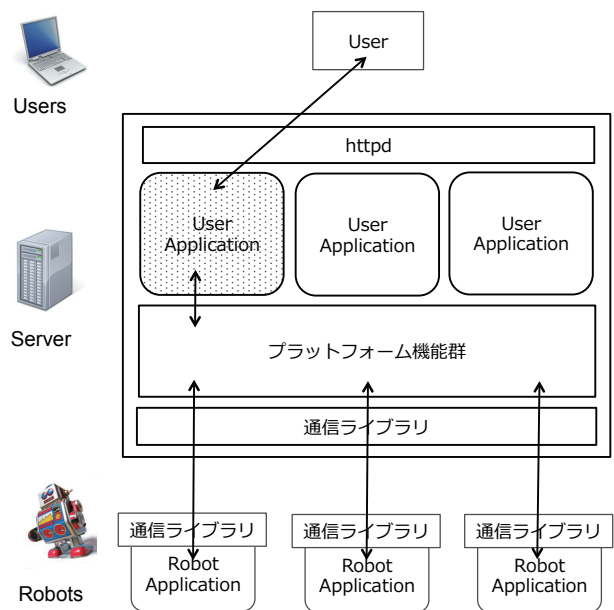 User
Users
httpd
User
Application
User
Application
User
Application
Server
プラットフォーム機能群
通信ライブラリ
通信ライブラリ
通信ライブラリ
通信ライブラリ
Robot
Application
Robot
Application
Robot
Application
Robots